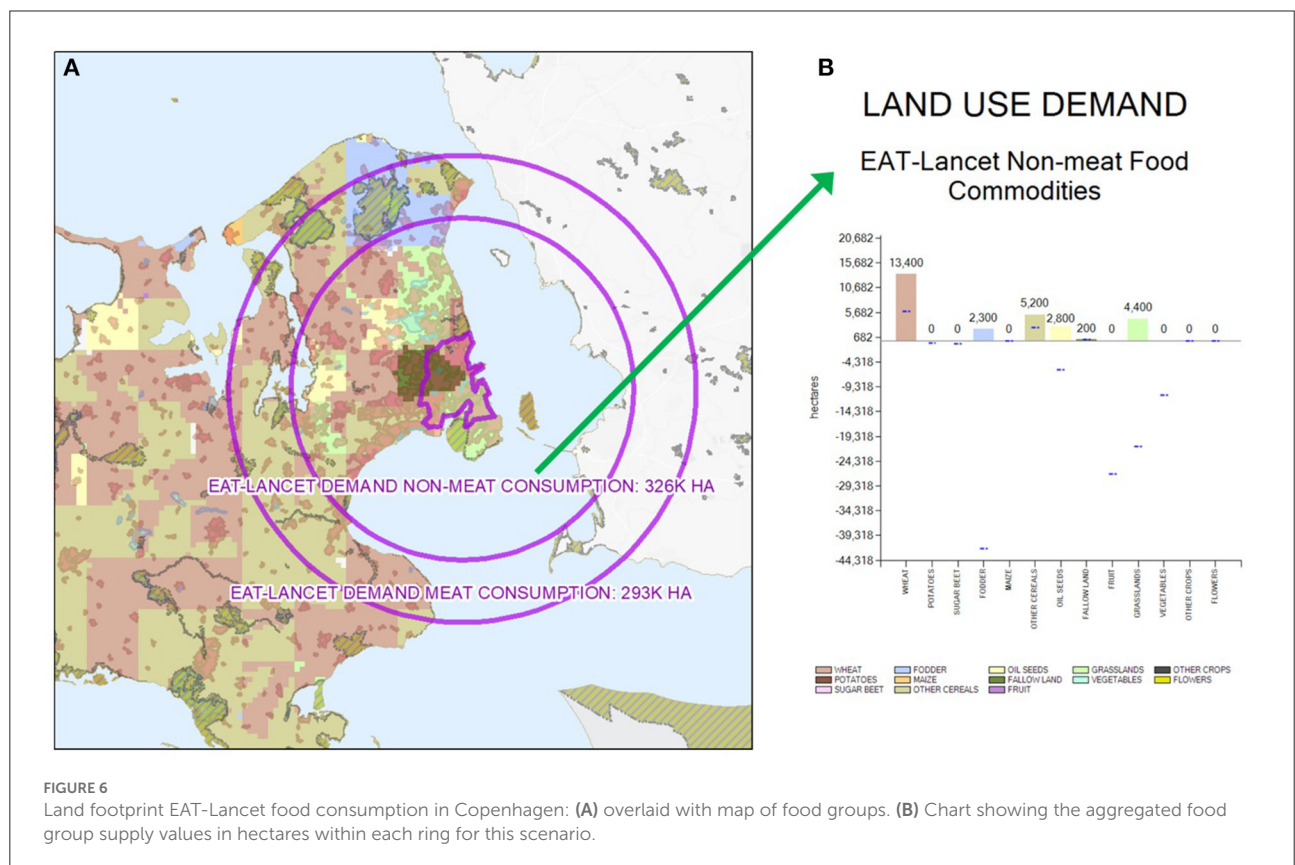 A
EAT-LANCET DEMAND NON-MEAT CONSUMPTION: 326K HA
EAT-LANCET DEMAND MEAT CONSUMPTION: 293K HA
B
LAND USE DEMAND
EAT-Lancet Non-meat Food
Commodities
20,682
15,682
10,682
5,682
682
-4,318
-9,318
-14,318
-19,318
-24,318
-29,318
-34,318
-39,318
-44,318
hectares
13,400 0 0 2,300 0 5,200 2,800 200 0 4,400 0 0 0
WHEAT
POTATOES
SUGAR BEET
FODDER
MAIZE
OTHER CEREALS
OIL SEEDS
FALLOW LAND
FRUIT
GRASSLANDS
VEGETABLES
OTHER CROPS
FLOWERS
WHEAT FODDER OIL SEEDS GRASSLANDS OTHER CROPS
POTATOES MAIZE FALLOW LAND VEGETABLES FLOWERS
SUGAR BEET OTHER CEREALS FRUIT
FIGURE 6
Land footprint EAT-Lancet food consumption in Copenhagen: (A) overlaid with map of food groups. (B) Chart showing the aggregated food
group supply values in hectares within each ring for this scenario.